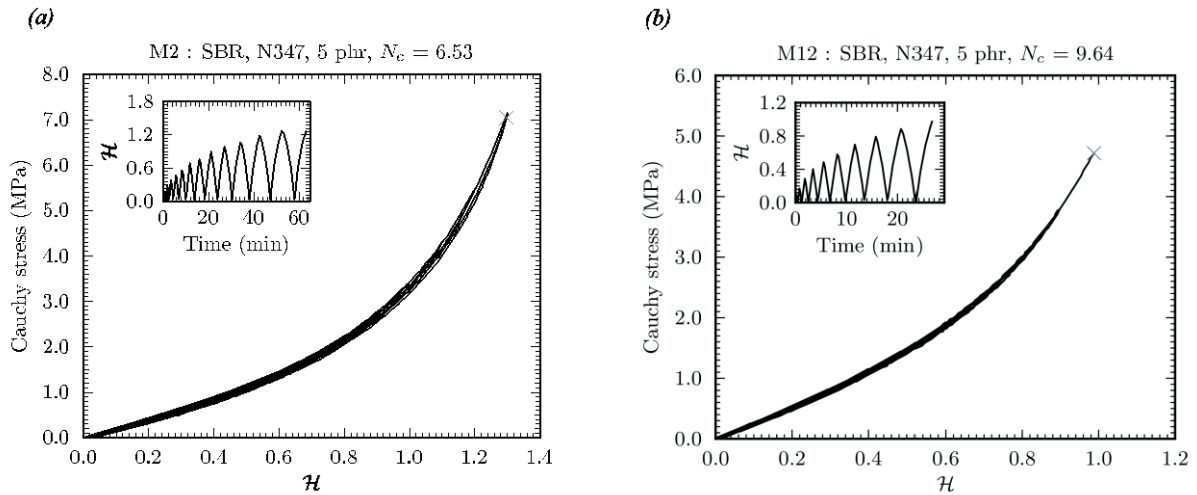 (a)
M2 : SBR, N347, 5 phr, N_c = 6.53
8.0
7.0
6.0
5.0
4.0
3.0
2.0
1.0
0.0
Cauchy stress (MPa)
0.0 0.2 0.4 0.6 0.8 1.0 1.2 1.4
ℋ
1.8
1.2
0.6
0.0
ℋ
0 20 40 60
Time (min)
(b)
M12 : SBR, N347, 5 phr, N_c = 9.64
6.0
5.0
4.0
3.0
2.0
1.0
0.0
Cauchy stress (MPa)
0.0 0.2 0.4 0.6 0.8 1.0 1.2
ℋ
1.2
0.8
0.4
0.0
ℋ
0 10 20
Time (min)